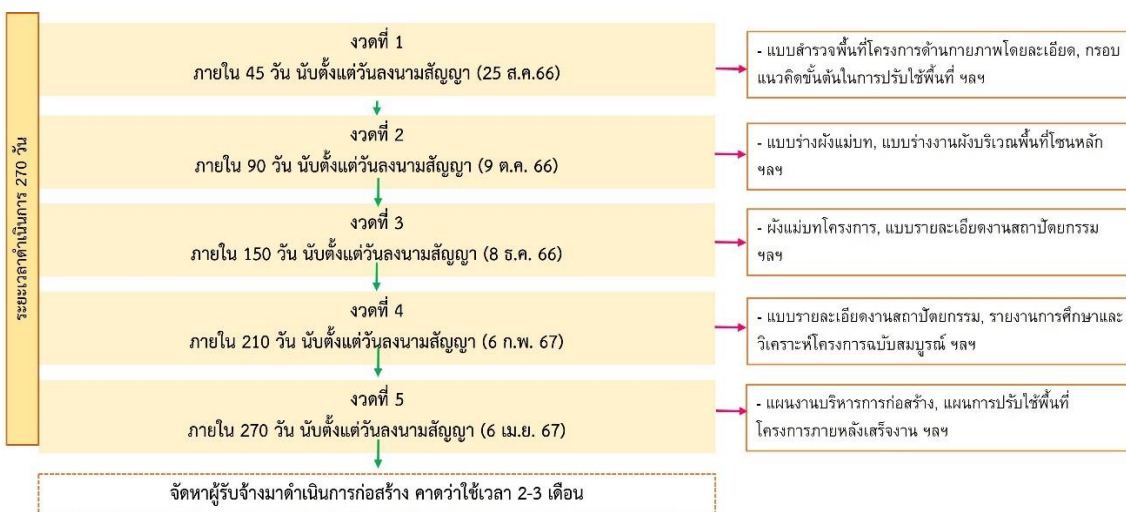 ระยะเวลาดำเนินการ 270 วัน
งวดที่ 1
ภายใน 45 วัน นับตั้งแต่วันลงนามสัญญา (25 ส.ค.66)
- แบบสำรวจพื้นที่โครงการด้านกายภาพโดยละเอียด, กรอบ
แนวคิดขั้นต้นในการปรับใช้พื้นที่ ฯลฯ
งวดที่ 2
ภายใน 90 วัน นับตั้งแต่วันลงนามสัญญา (9 ต.ค. 66)
- แบบร่างผังแม่บท, แบบร่างงานผังบริเวณพื้นที่โซนหลัก
ฯลฯ
งวดที่ 3
ภายใน 150 วัน นับตั้งแต่วันลงนามสัญญา (8 ธ.ค. 66)
- ผังแม่บทโครงการ, แบบรายละเอียดงานสถาปัตยกรรม
ฯลฯ
งวดที่ 4
ภายใน 210 วัน นับตั้งแต่วันลงนามสัญญา (6 ก.พ. 67)
- แบบรายละเอียดงานสถาปัตยกรรม, รายงานการศึกษาและ
วิเคราะห์โครงการฉบับสมบูรณ์ ฯลฯ
งวดที่ 5
ภายใน 270 วัน นับตั้งแต่วันลงนามสัญญา (6 เม.ย. 67)
- แผนงานบริหารการก่อสร้าง, แผนการปรับใช้พื้นที่
โครงการภายหลังเสร็จงาน ฯลฯ
จัดหาผู้รับจ้างมาดำเนินการก่อสร้าง คาดว่าใช้เวลา 2-3 เดือน